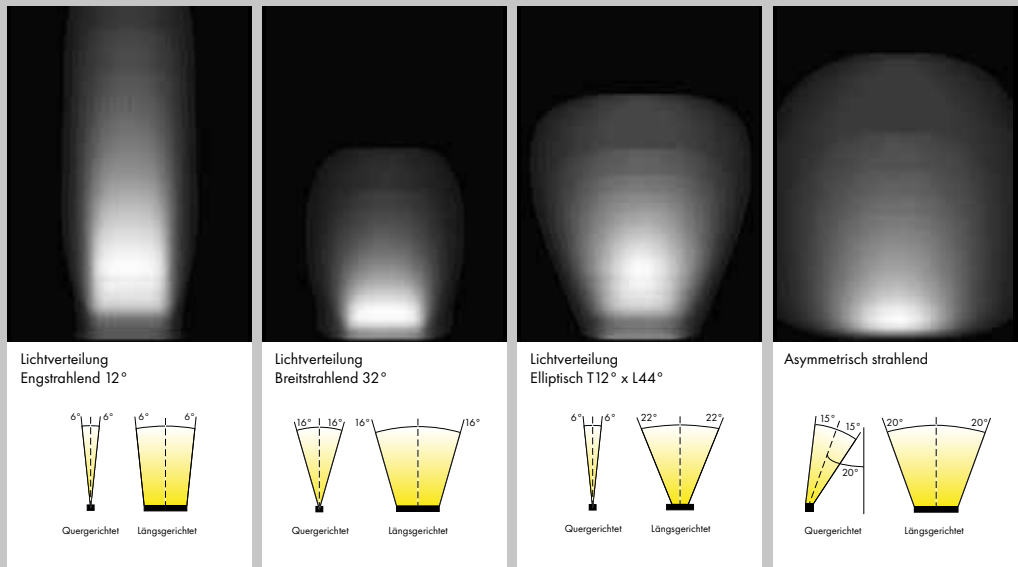 Lichtverteilung
Engstrahlend 12°
6° 6° 6° 6°
Quergerichtet Längsgerichtet
Lichtverteilung
Breitstrahlend 32°
16° 16° 16° 16°
Quergerichtet Längsgerichtet
Lichtverteilung
Elliptisch T12° x L44°
6° 6° 22° 22°
Quergerichtet Längsgerichtet
Asymmetrisch strahlend
15° 15° 20° 20°
20°
Quergerichtet Längsgerichtet